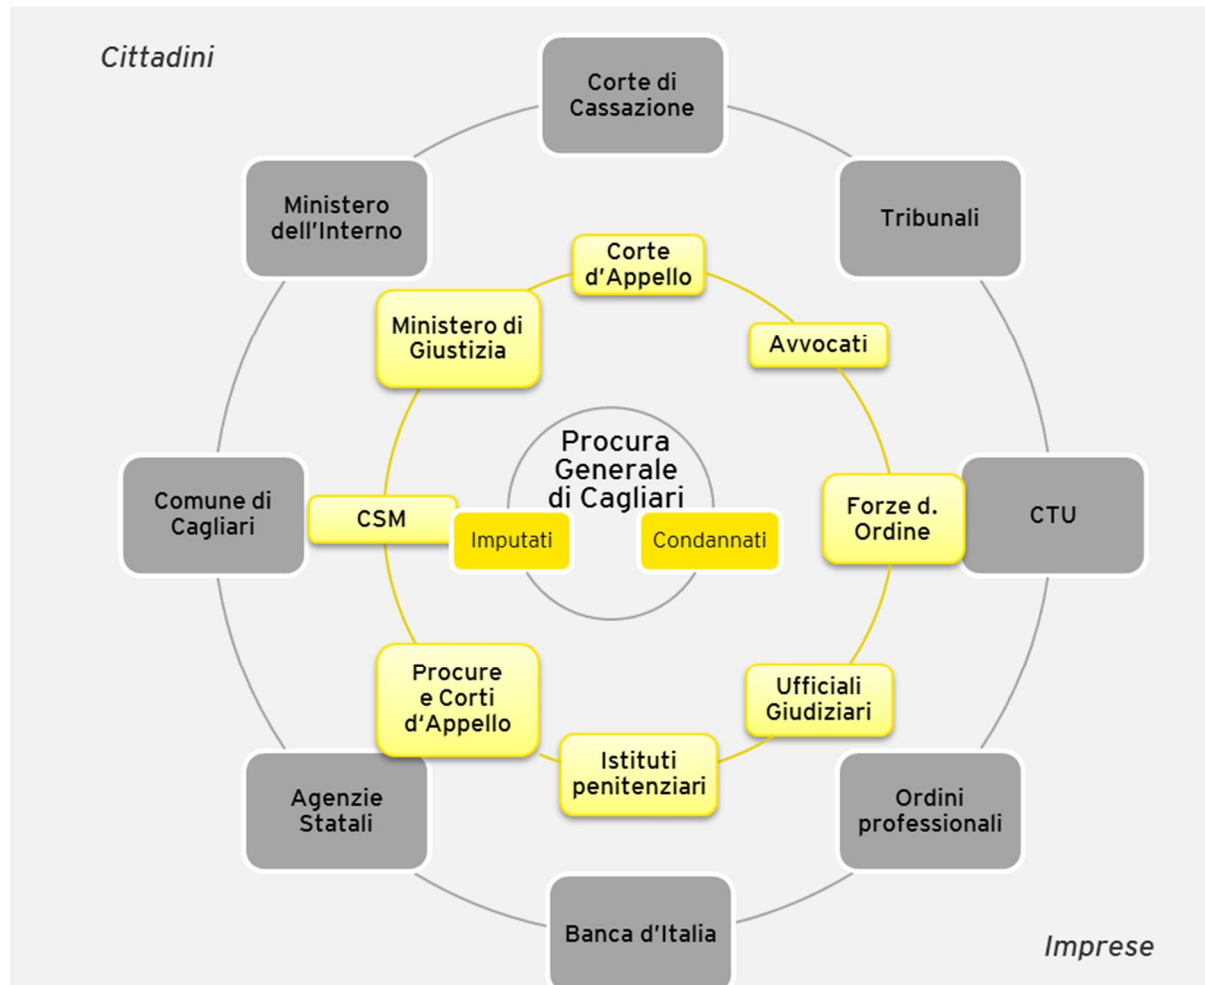 Cittadini
Corte di
Cassazione
Ministero
dell'Interno
Tribunali
Corte
d'Appello
Ministero di
Giustizia
Avvocati
Procura
Generale
di Cagliari
Comune di
Cagliari
CSM
Imputati
Condannati
Forze d.
Ordine
CTU
Procure
e Corti
d'Appello
Ufficiali
Giudiziari
Istituti
penitenziari
Agenzie
Statali
Ordini
professionali
Banca d'Italia
Imprese